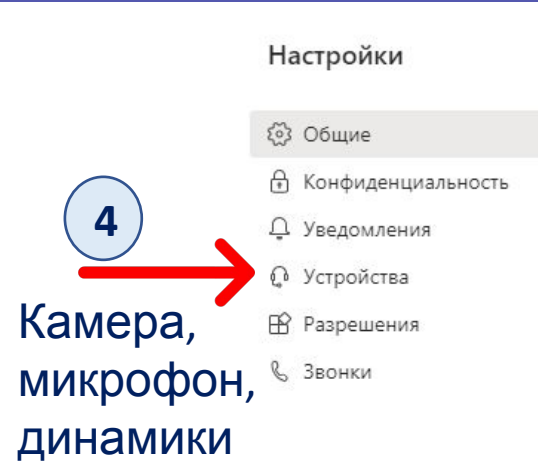 Настройки
Общие
Конфиденциальность
4
Уведомления
Устройства
Камера,
Разрешения
микрофон,
Звонки
динамики